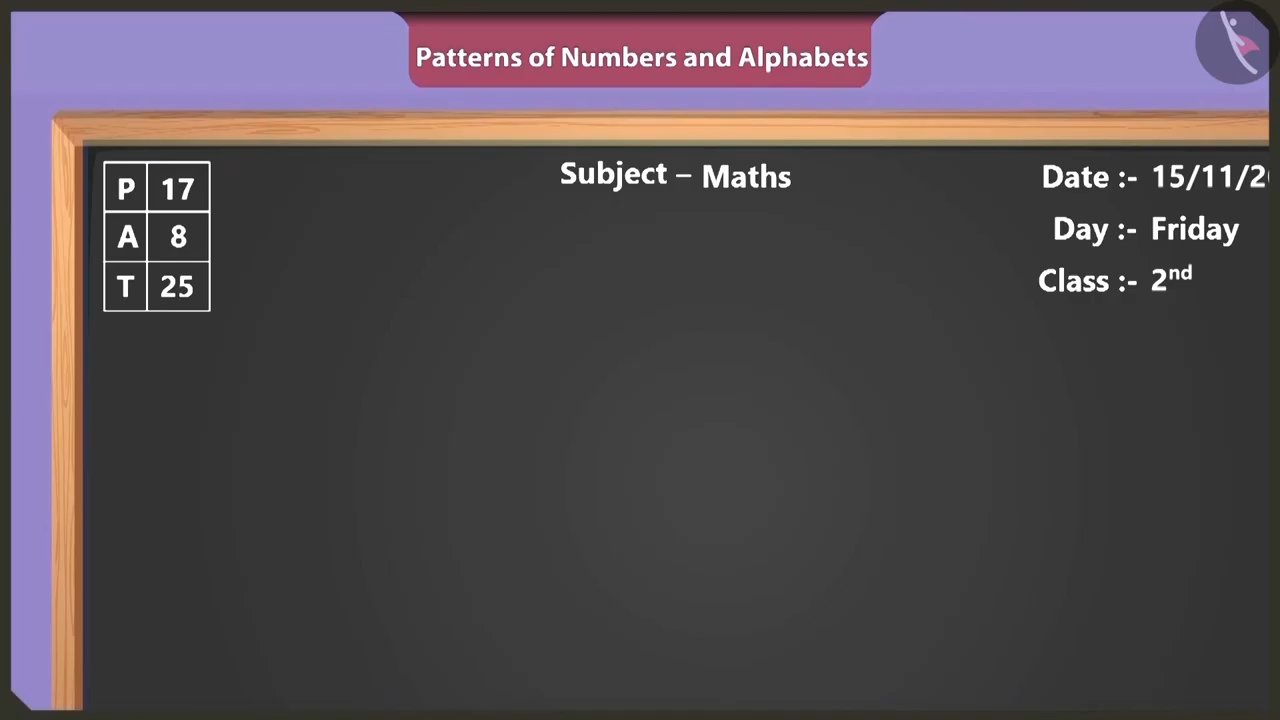 Patterns of Numbers and Alphabets
P 17
A 8
T 25
Subject – Maths
Date :- 15/11/2
Day :- Friday
Class :- 2nd